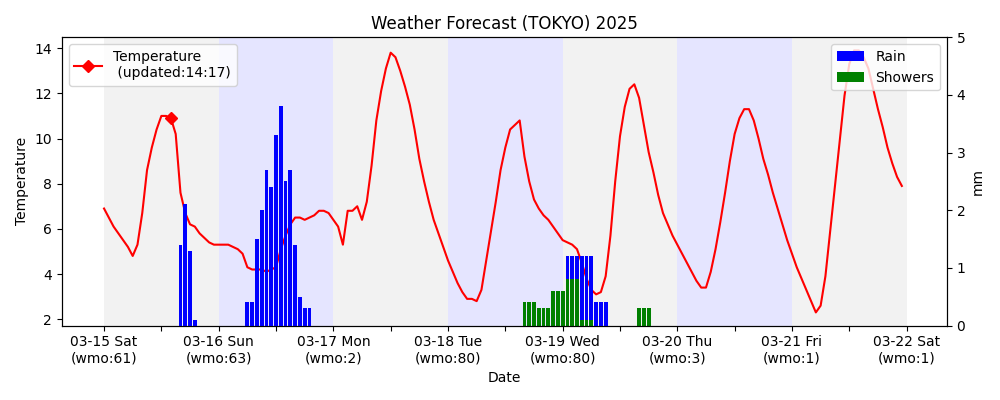 Weather Forecast (TOKYO) 2025
Temperature
(updated:14:17)
Rain
Showers
14
12
10
8
6
4
2
Temperature
5
4
3
2
1
0
mm
03-15 Sat
(wmo:61)
03-16 Sun
(wmo:63)
03-17 Mon
(wmo:2)
03-18 Tue
(wmo:80)
03-19 Wed
(wmo:80)
03-20 Thu
(wmo:3)
03-21 Fri
(wmo:1)
03-22 Sat
(wmo:1)
Date